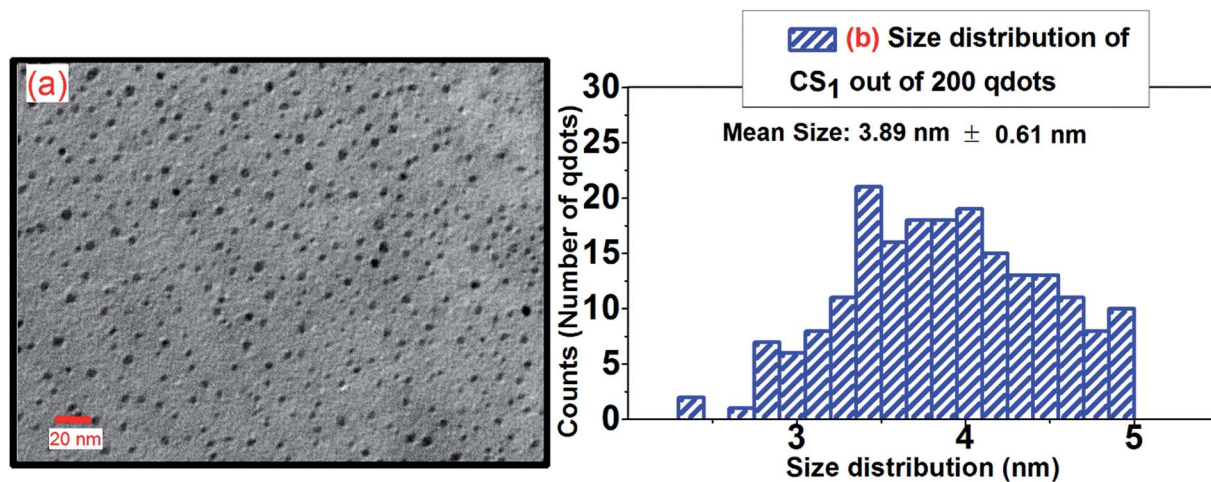 (a)
20 nm
(b) Size distribution of
CS1 out of 200 qdots
Mean Size: 3.89 nm ± 0.61 nm
Counts (Number of qdots)
30
25
20
15
10
5
0
3 4 5
Size distribution (nm)